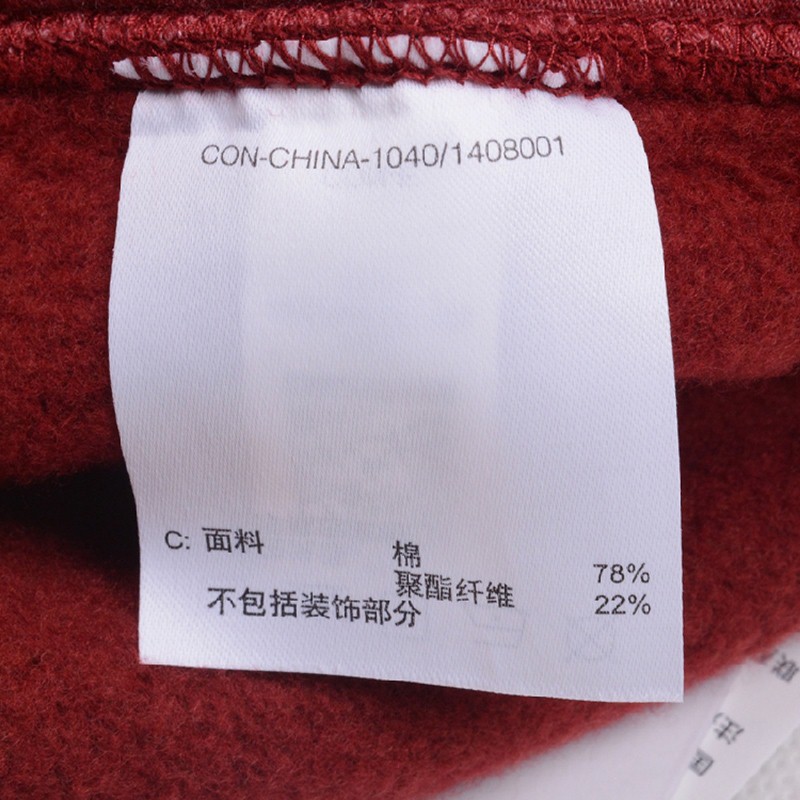 CON-CHINA-1040/1408001
C: 面料 棉 78%
聚酯纤维 22%
不包括装饰部分